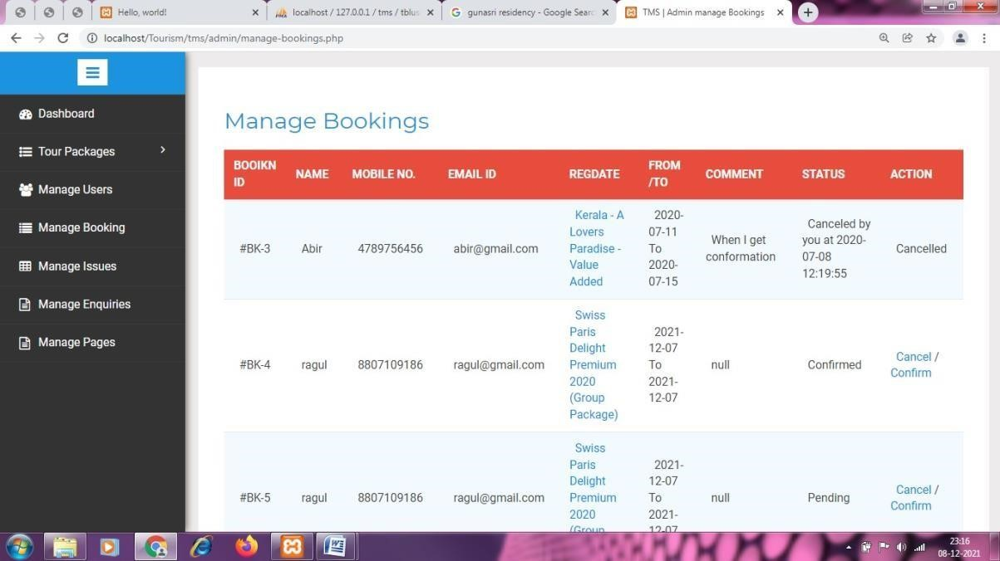 Hello, world!
localhost / 127.0.0.1 / tms / tblus
gunasri residency - Google Searc
TMS | Admin manage Bookings
localhost/Tourism/tms/admin/manage-bookings.php
Dashboard
Tour Packages
Manage Users
Manage Booking
Manage Issues
Manage Enquiries
Manage Pages
Manage Bookings
BOOIKN
ID
NAME
MOBILE NO.
EMAIL ID
REGDATE
FROM
/TO
COMMENT
STATUS
ACTION
#BK-3
Abir
4789756456
abir@gmail.com
Kerala - A
Lovers
Paradise -
Value
Added
2020-
07-11
To
2020-
07-15
When I get
conformation
Canceled by
you at 2020-
07-08
12:19:55
Cancelled
#BK-4
ragul
8807109186
ragul@gmail.com
Swiss
Paris
Delight
Premium
2020
(Group
Package)
2021-
12-07
To
2021-
12-07
null
Confirmed
Cancel /
Confirm
#BK-5
ragul
8807109186
ragul@gmail.com
Swiss
Paris
Delight
Premium
2020
(Group
2021-
12-07
To
2021-
12-07
null
Pending
Cancel /
Confirm
23:16
08-12-2021